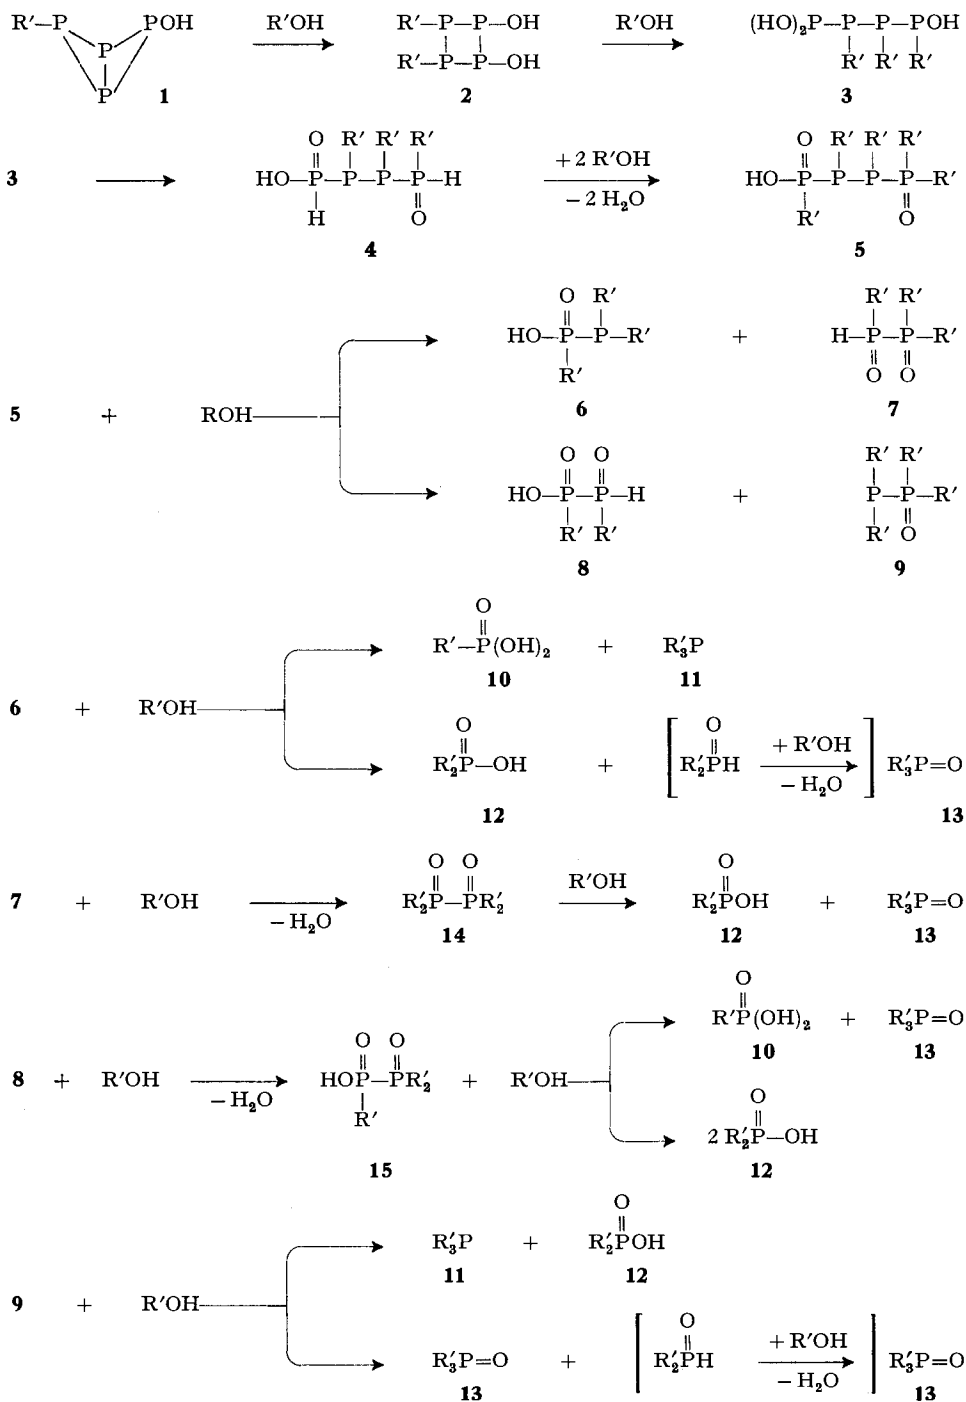 R′—P POH R′OH R′—P—P—OH R′OH (HO)₂P—P—P—POH
P R′—P—P—OH R′ R′ R′
P 1 2 3
O R′ R′ R′ O R′ R′ R′
3 HO—P—P—P—P—H + 2 R′OH HO—P—P—P—P—R′
H O − 2 H₂O R′ O
4 5
O R′ R′ R′
HO—P—P—R′ + H—P—P—R′
R′ O O
6 7
5 + ROH
O O R′ R′
HO—P—P—H + P—P—R′
R′ R′ R′ O
8 9
O
R′—P(OH)₂ + R′₃P
10 11
6 + R′OH
O O
R′₂P—OH + [R′₂PH + R′OH − H₂O] R′₃P=O
12 13
O O O
7 + R′OH − H₂O R′₂P—PR′₂ R′OH R′₂POH + R′₃P=O
14 12 13
O
R′P(OH)₂ + R′₃P=O
10 13
O O
8 + R′OH − H₂O HO—P—PR′₂ + R′OH
R′
15
O
2 R′₂P—OH
12
O
R′₃P + R′₂POH
11 12
9 + R′OH
O
R′₃P=O + [R′₂PH + R′OH − H₂O] R′₃P=O
13 13